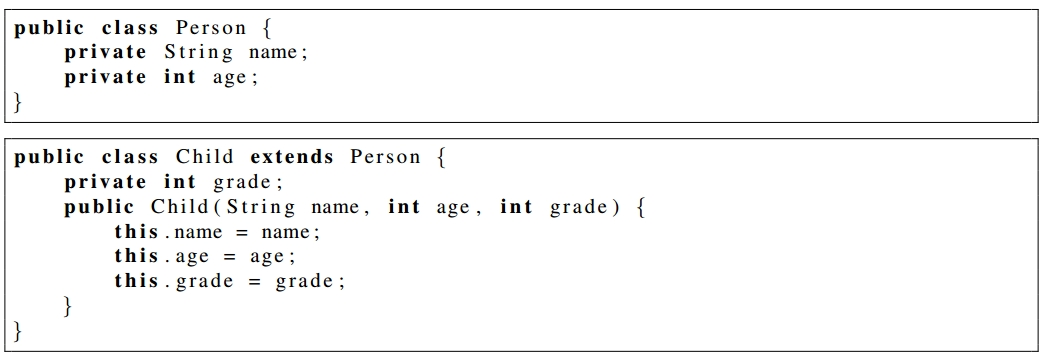 public class Person {
    private String name;
    private int age;
}
public class Child extends Person {
    private int grade;
    public Child(String name, int age, int grade) {
        this.name = name;
        this.age = age;
        this.grade = grade;
    }
}